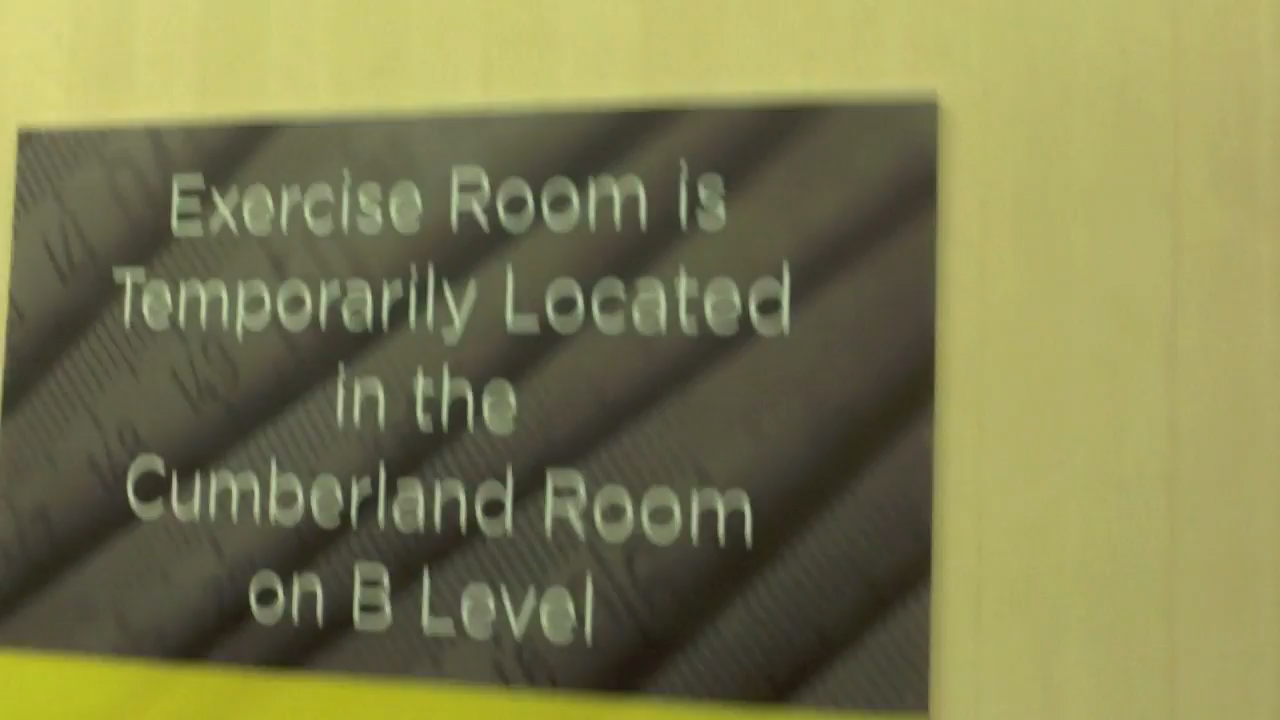 Exercise Room is
Temporarily Located
in the
Cumberland Room
on B Level